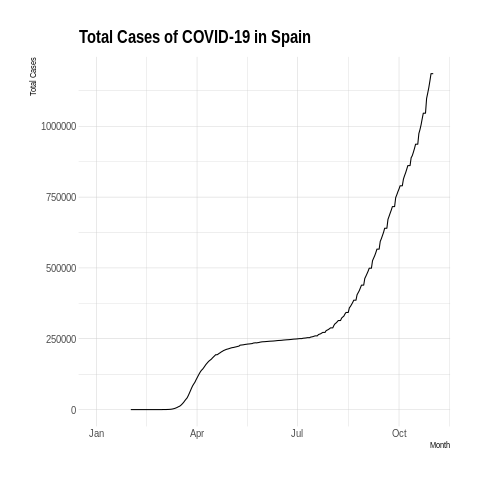 Total Cases of COVID-19 in Spain
Total Cases
1000000
750000
500000
250000
0
Jan Apr Jul Oct
Month